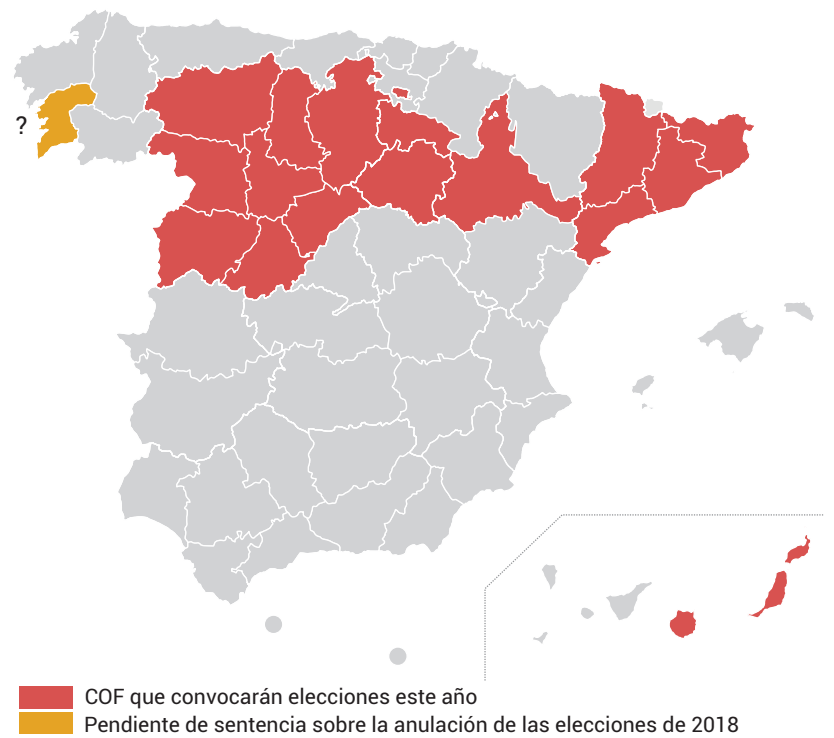 ?
COF que convocarán elecciones este año
Pendiente de sentencia sobre la anulación de las elecciones de 2018